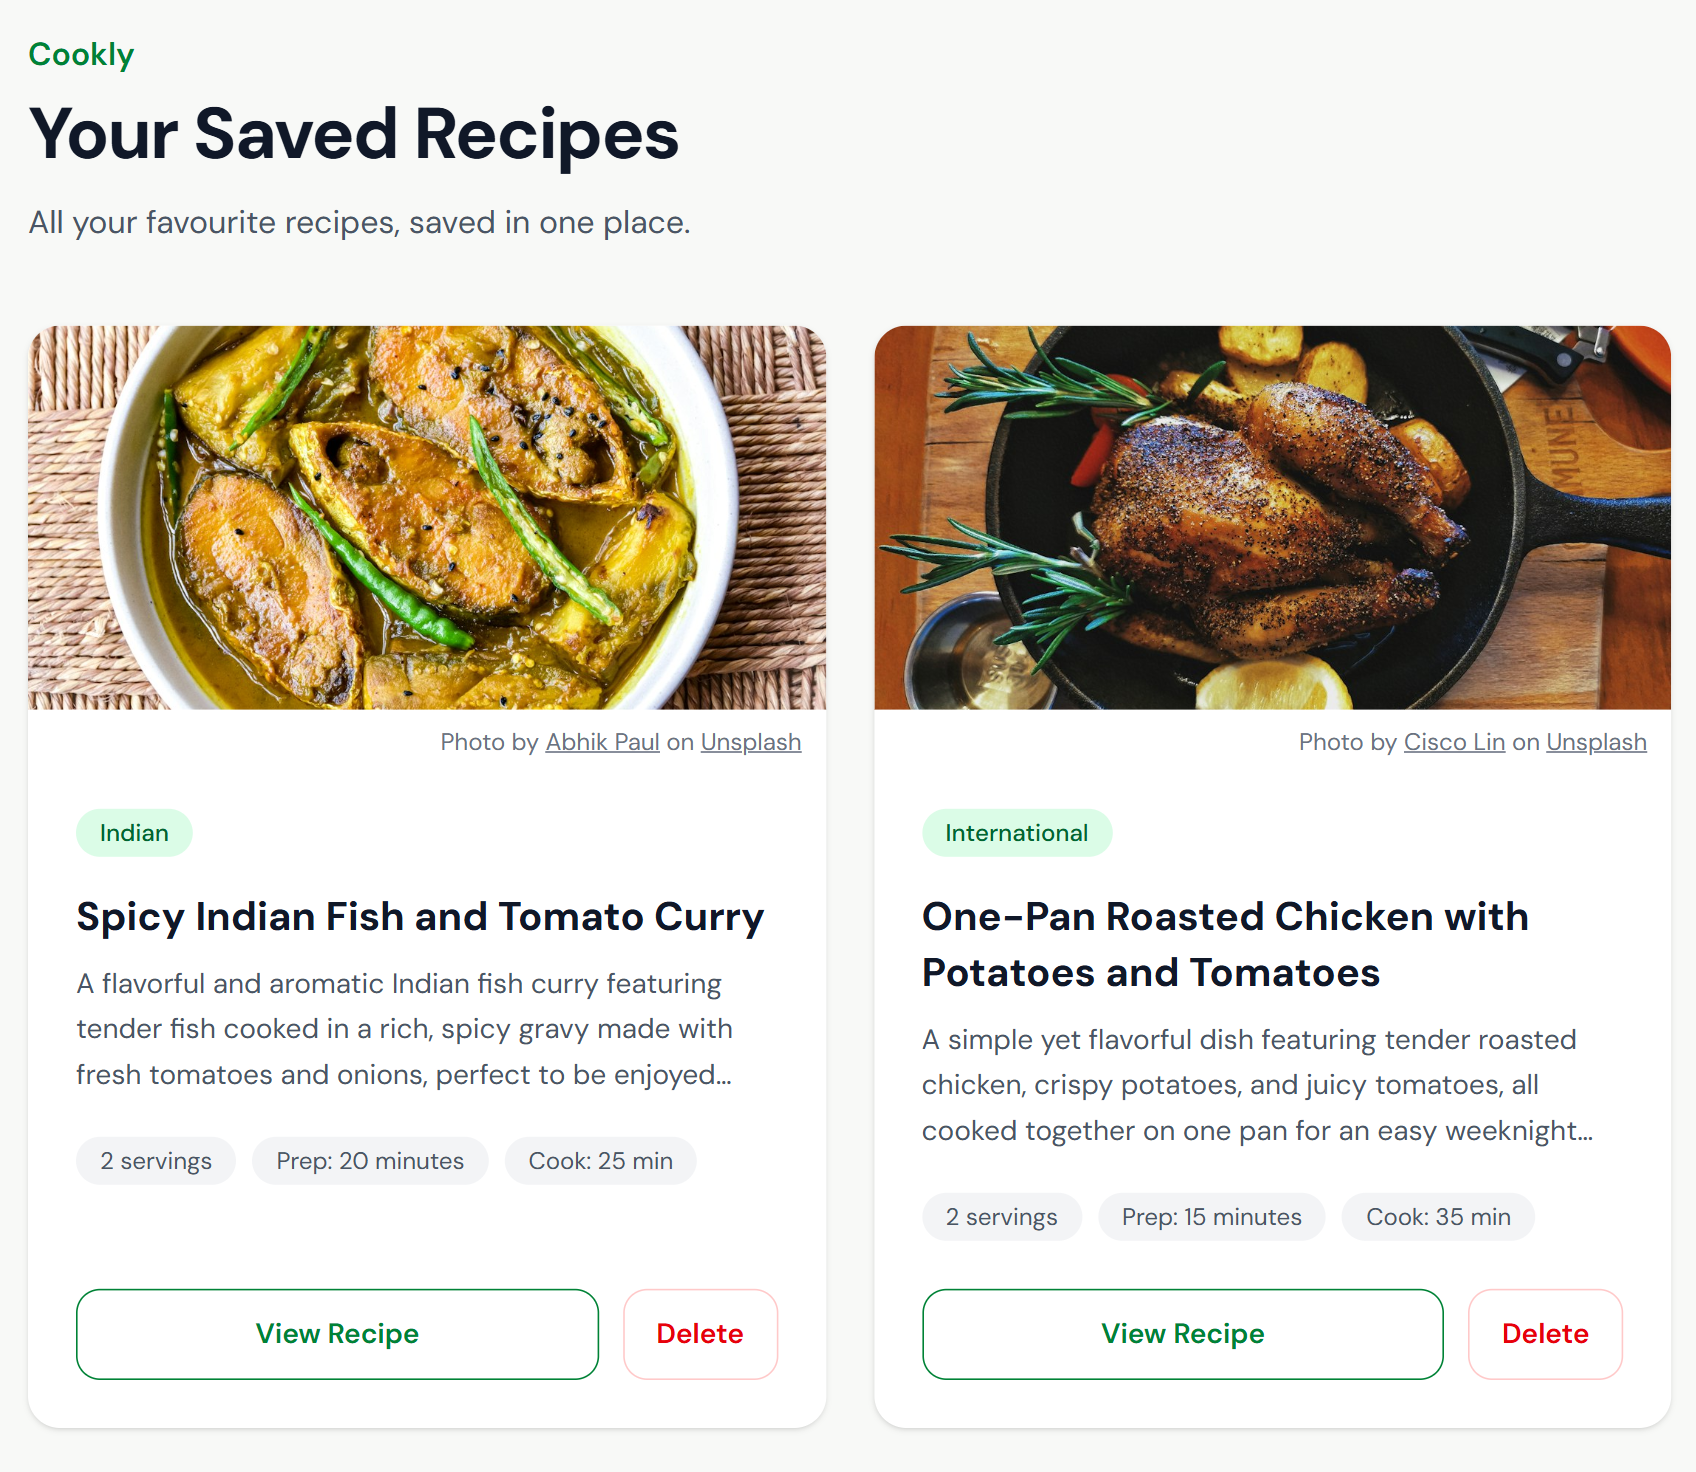 Cookly
Your Saved Recipes
All your favourite recipes, saved in one place.
MUNE
Photo by Abhik Paul on Unsplash
Indian
Spicy Indian Fish and Tomato Curry
A flavorful and aromatic Indian fish curry featuring
tender fish cooked in a rich, spicy gravy made with
fresh tomatoes and onions, perfect to be enjoyed...
2 servings
Prep: 20 minutes
Cook: 25 min
View Recipe
Delete
Photo by Cisco Lin on Unsplash
International
One-Pan Roasted Chicken with
Potatoes and Tomatoes
A simple yet flavorful dish featuring tender roasted
chicken, crispy potatoes, and juicy tomatoes, all
cooked together on one pan for an easy weeknight...
2 servings
Prep: 15 minutes
Cook: 35 min
View Recipe
Delete